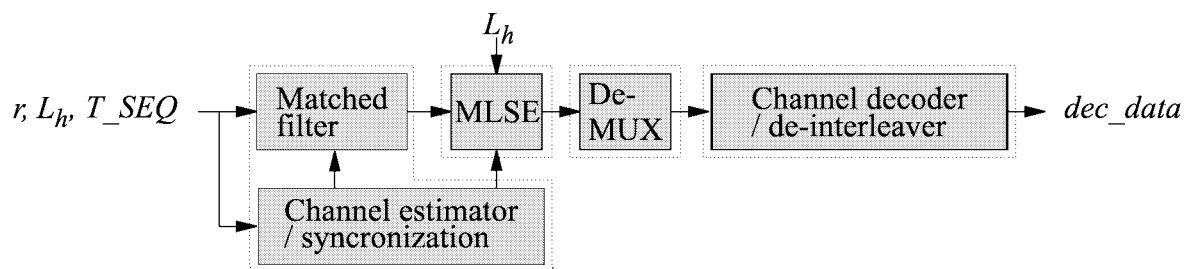 L_h
r, L_h, T_SEQ
Matched
filter
MLSE
De-
MUX
Channel decoder
/ de-interleaver
dec_data
Channel estimator
/ syncronization